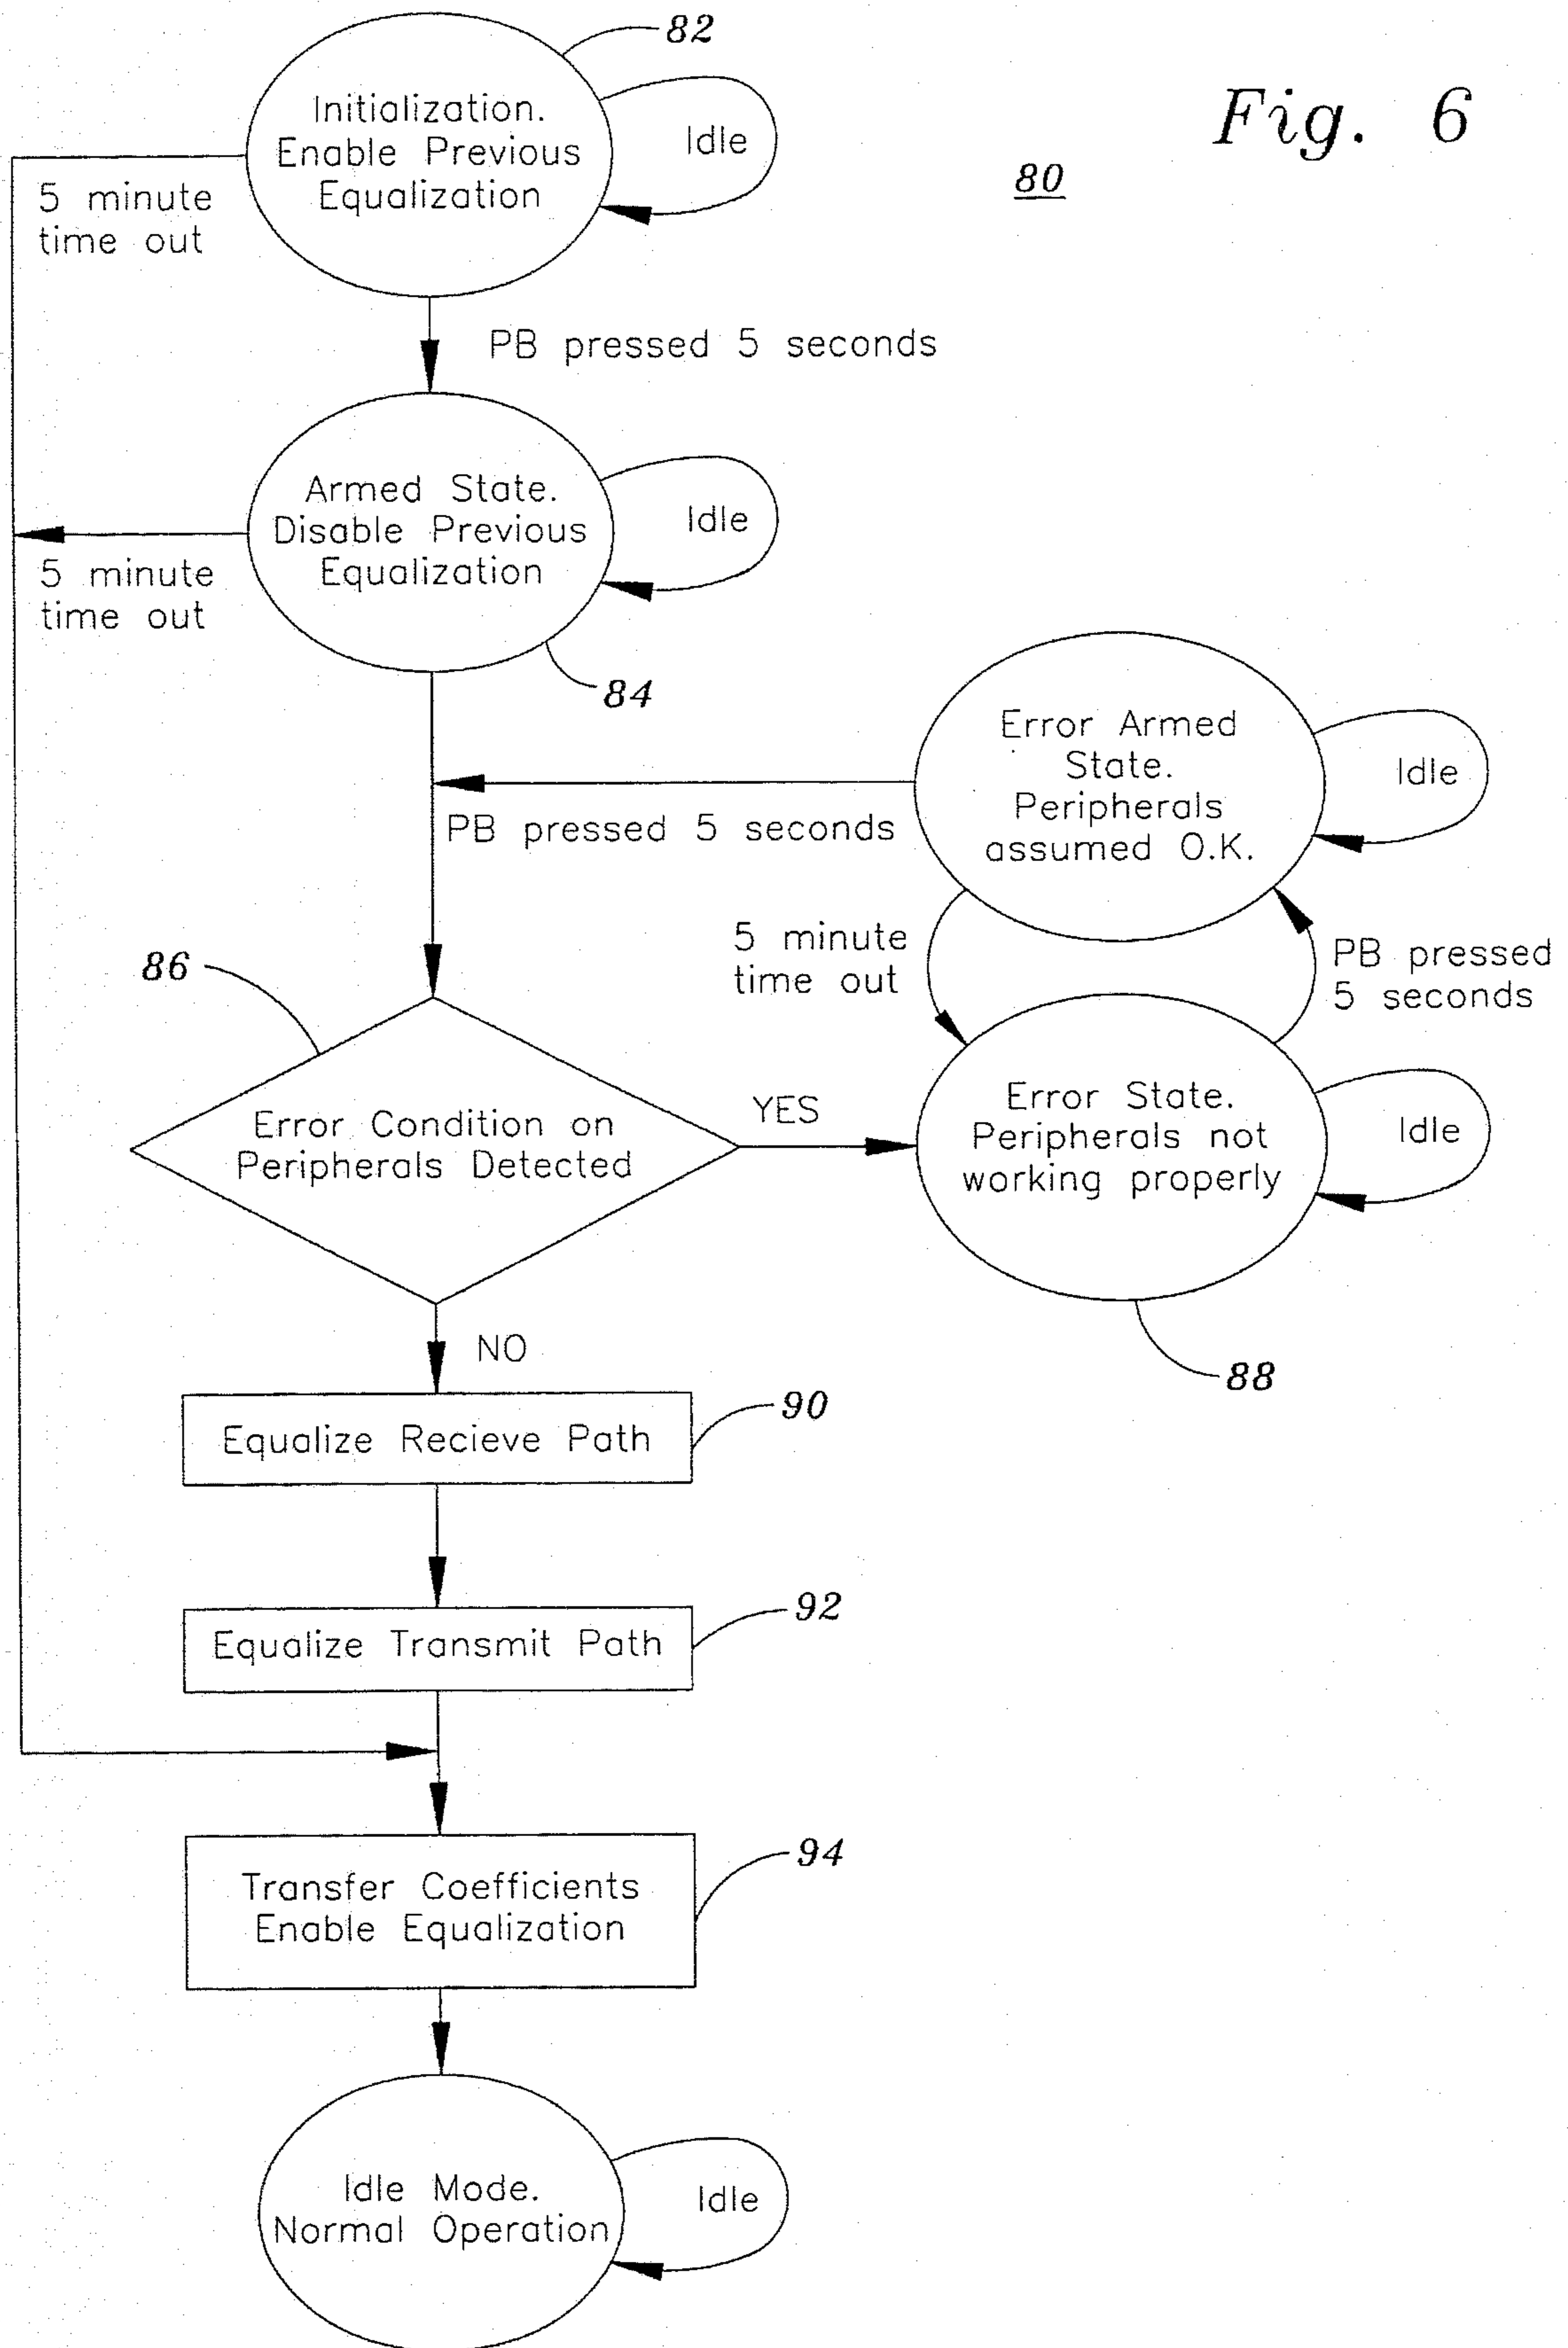 82
Initialization.
Enable Previous
Equalization
Idle
Fig. 6
80
5 minute
time out
PB pressed 5 seconds
Armed State.
Disable Previous
Equalization
Idle
5 minute
time out
84
Error Armed
State.
Peripherals
assumed O.K.
Idle
PB pressed 5 seconds
5 minute
time out
PB pressed
5 seconds
86
Error Condition on
Peripherals Detected
YES
Error State.
Peripherals not
working properly
Idle
88
NO
90
Equalize Recieve Path
92
Equalize Transmit Path
94
Transfer Coefficients
Enable Equalization
Idle Mode.
Normal Operation
Idle